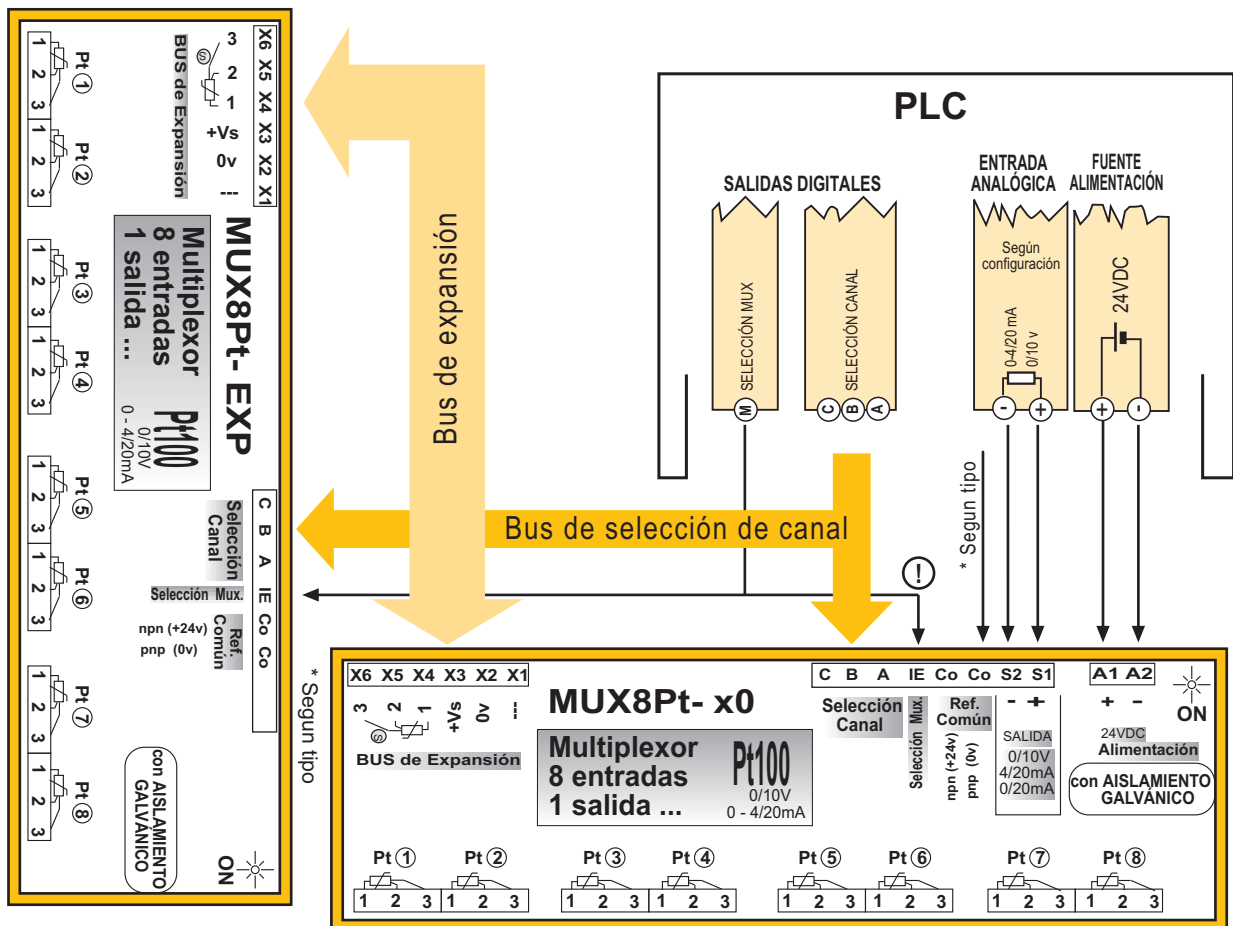 PLC
SALIDAS DIGITALES
ENTRADA
ANALÓGICA
FUENTE
ALIMENTACIÓN
SELECCIÓN MUX
M
SELECCIÓN CANAL
C B A
Según
configuración
0-4/20 mA
0/10 v
- +
24VDC
+ -
* Segun tipo
Bus de expansión
Bus de selección de canal
!
X6 X5 X4 X3 X2 X1
3
2
1
S
+Vs
0v
---
BUS de Expansión
MUX8Pt- EXP
Multiplexor
8 entradas
1 salida ...
Pt100
0/10V
0 - 4/20mA
C B A IE Co Co
Selección
Canal
Selección Mux.
Ref.
Común
npn (+24v)
pnp (0v)
* Segun tipo
con AISLAMIENTO
GALVÁNICO
ON
Pt 1
1 2 3
Pt 2
1 2 3
Pt 3
1 2 3
Pt 4
1 2 3
Pt 5
1 2 3
Pt 6
1 2 3
Pt 7
1 2 3
Pt 8
1 2 3
X6 X5 X4 X3 X2 X1
3 2 1 +Vs 0v ---
S
BUS de Expansión
MUX8Pt- x0
Multiplexor
8 entradas
1 salida ...
Pt100
0/10V
0 - 4/20mA
C B A IE Co Co S2 S1
Selección
Canal
Selección Mux.
Ref.
Común
npn (+24v)
pnp (0v)
- +
SALIDA
0/10V
4/20mA
0/20mA
A1 A2
+ -
24VDC
Alimentación
con AISLAMIENTO
GALVÁNICO
ON
Pt 1 Pt 2 Pt 3 Pt 4 Pt 5 Pt 6 Pt 7 Pt 8
1 2 3 1 2 3 1 2 3 1 2 3 1 2 3 1 2 3 1 2 3 1 2 3